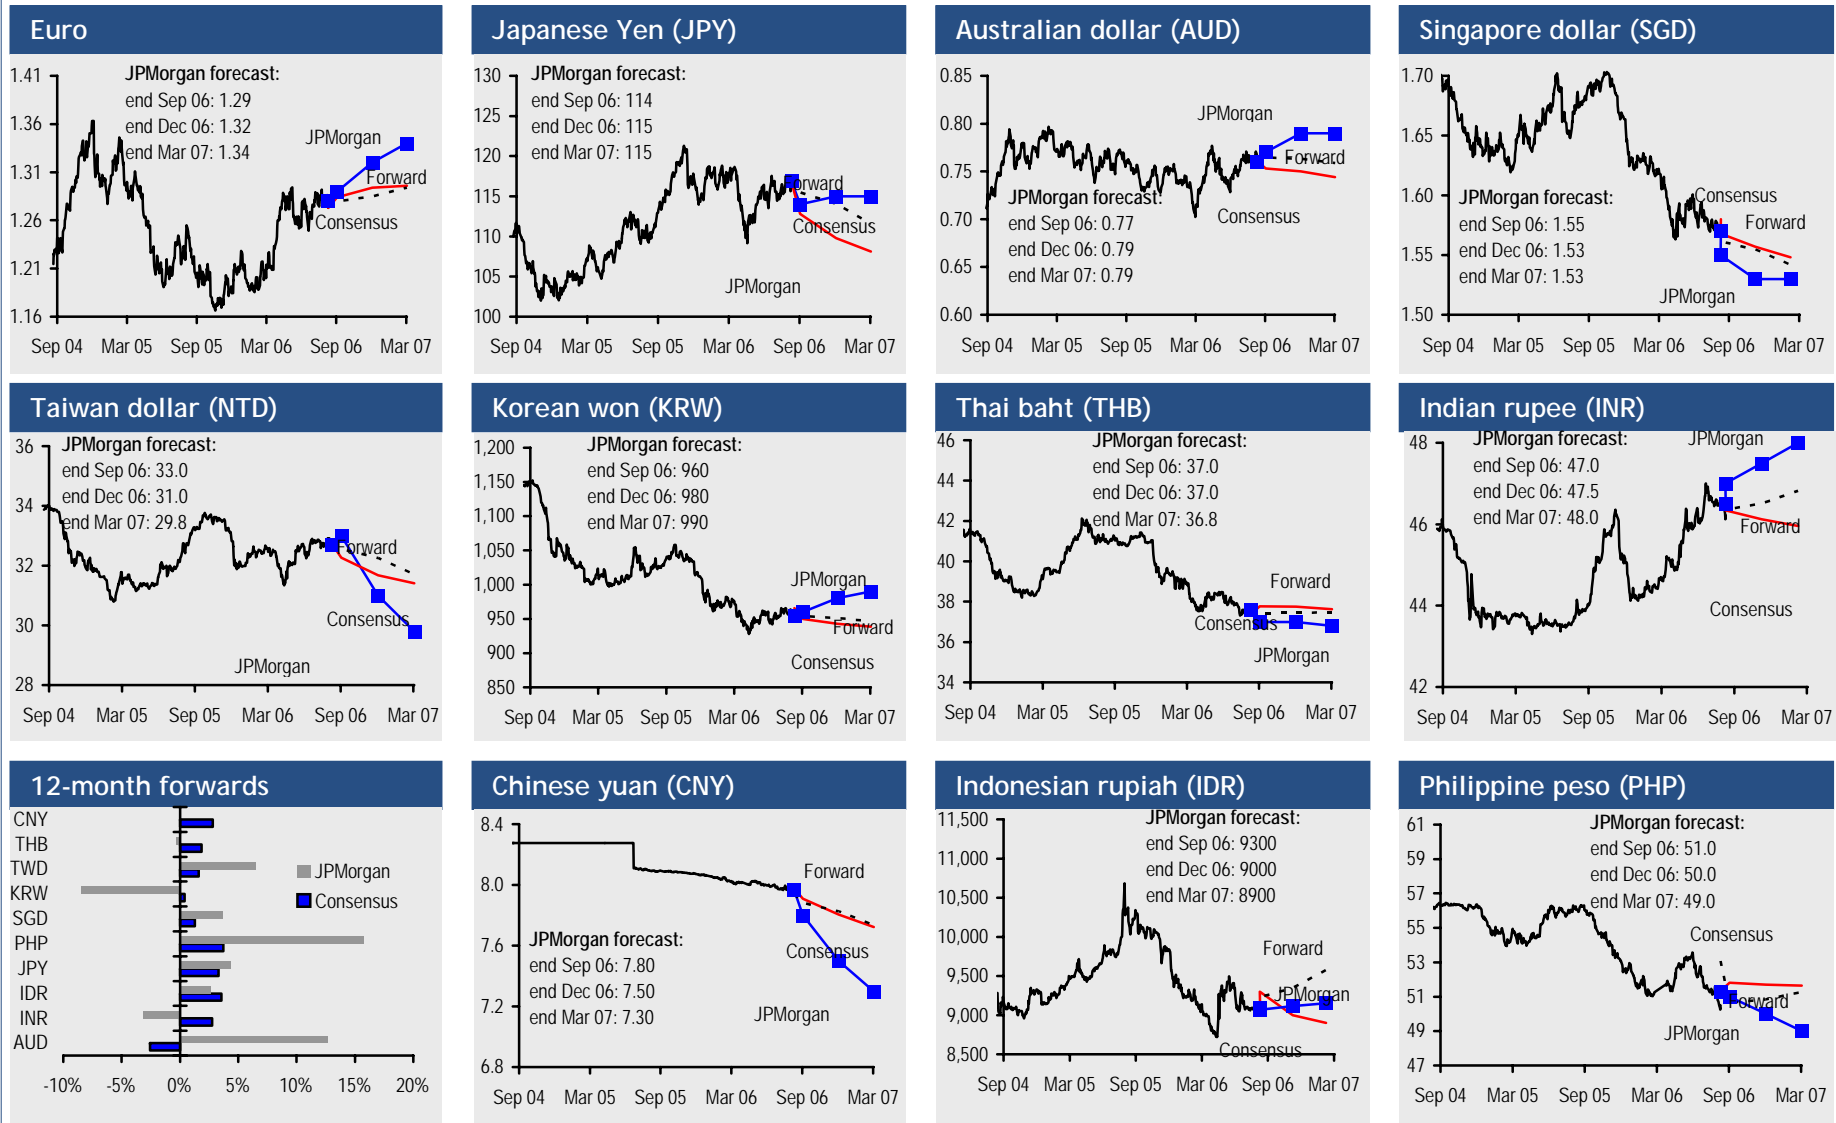 Euro
JPMorgan forecast:
end Sep 06: 1.29
end Dec 06: 1.32
end Mar 07: 1.34
JPMorgan
Forward
Consensus
1.41
1.36
1.31
1.26
1.21
1.16
Sep 04 Mar 05 Sep 05 Mar 06 Sep 06 Mar 07
Japanese Yen (JPY)
JPMorgan forecast:
end Sep 06: 114
end Dec 06: 115
end Mar 07: 115
Forward
Consensus
JPMorgan
130
125
120
115
110
105
100
Sep 04 Mar 05 Sep 05 Mar 06 Sep 06 Mar 07
Australian dollar (AUD)
JPMorgan
Forward
Consensus
JPMorgan forecast:
end Sep 06: 0.77
end Dec 06: 0.79
end Mar 07: 0.79
0.85
0.80
0.75
0.70
0.65
0.60
Sep 04 Mar 05 Sep 05 Mar 06 Sep 06 Mar 07
Singapore dollar (SGD)
Consensus
Forward
JPMorgan
JPMorgan forecast:
end Sep 06: 1.55
end Dec 06: 1.53
end Mar 07: 1.53
1.70
1.65
1.60
1.55
1.50
Sep 04 Mar 05 Sep 05 Mar 06 Sep 06 Mar 07
Taiwan dollar (NTD)
JPMorgan forecast:
end Sep 06: 33.0
end Dec 06: 31.0
end Mar 07: 29.8
Forward
Consensus
JPMorgan
36
34
32
30
28
Sep 04 Mar 05 Sep 05 Mar 06 Sep 06 Mar 07
Korean won (KRW)
JPMorgan forecast:
end Sep 06: 960
end Dec 06: 980
end Mar 07: 990
JPMorgan
Forward
Consensus
1,200
1,150
1,100
1,050
1,000
950
900
850
Sep 04 Mar 05 Sep 05 Mar 06 Sep 06 Mar 07
Thai baht (THB)
JPMorgan forecast:
end Sep 06: 37.0
end Dec 06: 37.0
end Mar 07: 36.8
Forward
Consensus
JPMorgan
46
44
42
40
38
36
34
Sep 04 Mar 05 Sep 05 Mar 06 Sep 06 Mar 07
Indian rupee (INR)
JPMorgan forecast:
end Sep 06: 47.0
end Dec 06: 47.5
end Mar 07: 48.0
JPMorgan
Forward
Consensus
48
46
44
42
Sep 04 Mar 05 Sep 05 Mar 06 Sep 06 Mar 07
12-month forwards
CNY
THB
TWD
KRW
SGD
PHP
JPY
IDR
INR
AUD
JPMorgan
Consensus
-10% -5% 0% 5% 10% 15% 20%
Chinese yuan (CNY)
Forward
Consensus
JPMorgan
JPMorgan forecast:
end Sep 06: 7.80
end Dec 06: 7.50
end Mar 07: 7.30
8.4
8.0
7.6
7.2
6.8
Sep 04 Mar 05 Sep 05 Mar 06 Sep 06 Mar 07
Indonesian rupiah (IDR)
JPMorgan forecast:
end Sep 06: 9300
end Dec 06: 9000
end Mar 07: 8900
Forward
JPMorgan
Consensus
11,500
11,000
10,500
10,000
9,500
9,000
8,500
Sep 04 Mar 05 Sep 05 Mar 06 Sep 06 Mar 07
Philippine peso (PHP)
JPMorgan forecast:
end Sep 06: 51.0
end Dec 06: 50.0
end Mar 07: 49.0
Consensus
Forward
JPMorgan
61
59
57
55
53
51
49
47
Sep 04 Mar 05 Sep 05 Mar 06 Sep 06 Mar 07